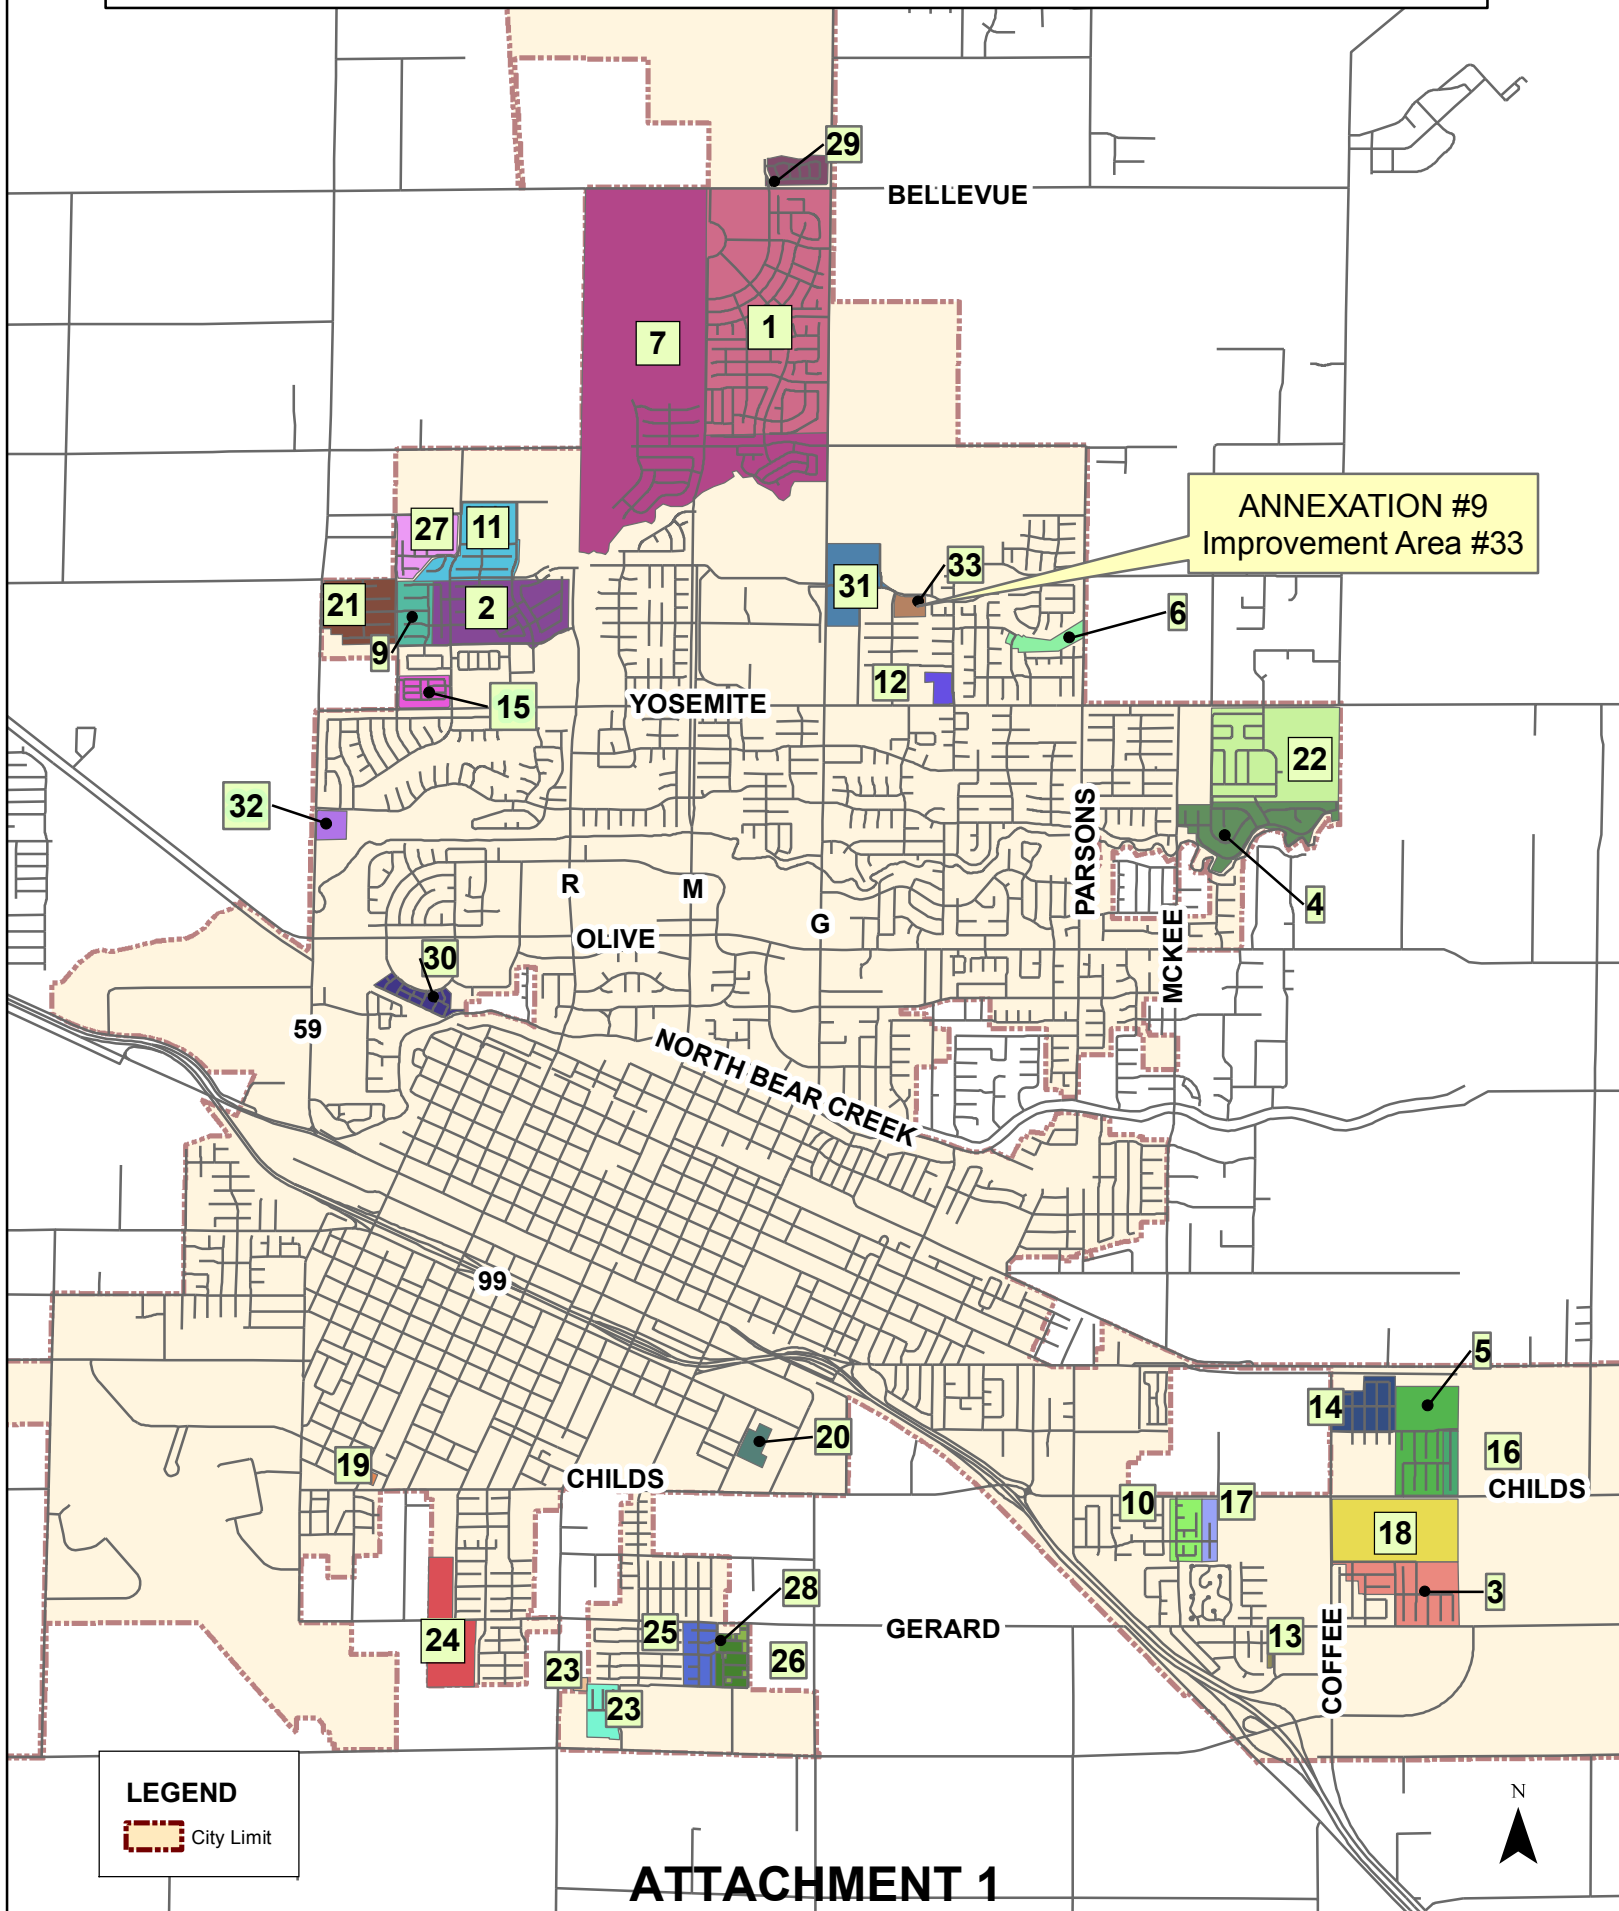 29
BELLEVUE
7
1
ANNEXATION #9
Improvement Area #33
27
11
33
31
21
2
6
9
12
15
YOSEMITE
22
32
PARSONS
R
M
4
G
MCKEE
OLIVE
30
59
NORTH BEAR CREEK
99
5
14
20
16
19
CHILDS
CHILDS
10
17
18
28
3
GERARD
25
24
13
26
23
COFFEE
23
LEGEND
City Limit
N
ATTACHMENT 1